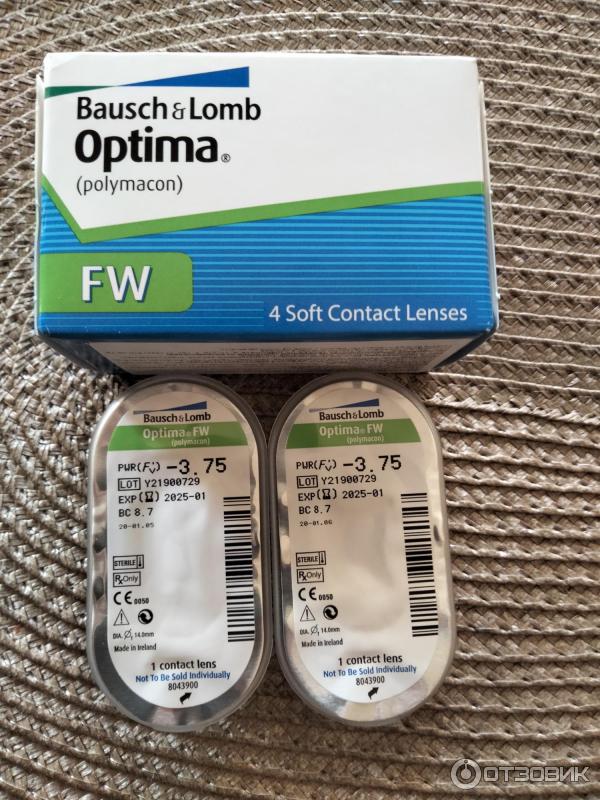 Bausch & Lomb
Optima®
(polymacon)
FW
4 Soft Contact Lenses
Bausch & Lomb
Optima® FW
(polymacon)
PWR(F'v) -3.75
LOT Y21900729
EXP 2025-01
BC 8.7
20-01.05
STERILE
Rx Only
CE 0050
DIA. Ø, 14.0mm
Made in Ireland
1 contact lens
Not To Be Sold Individually
8043900
Bausch & Lomb
Optima® FW
(polymacon)
PWR(F'v) -3.75
LOT Y21900729
EXP 2025-01
BC 8.7
20-01.06
STERILE
Rx Only
CE 0050
DIA. Ø, 14.0mm
Made in Ireland
1 contact lens
Not To Be Sold Individually
8043900
ОТЗОВИК